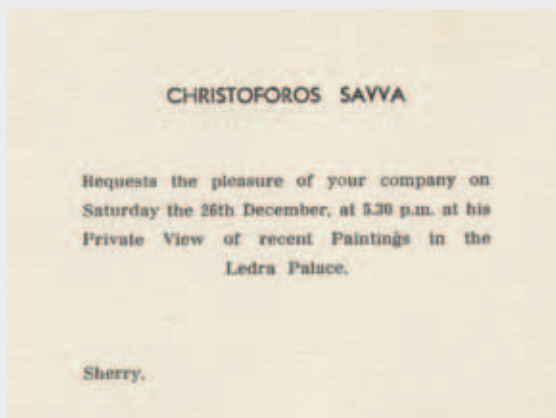 CHRISTOFOROS SAVVA
Requests the pleasure of your company on
Saturday the 26th December, at 5.30 p.m. at his
Private View of recent Paintings in the
Ledra Palace.
Sherry.